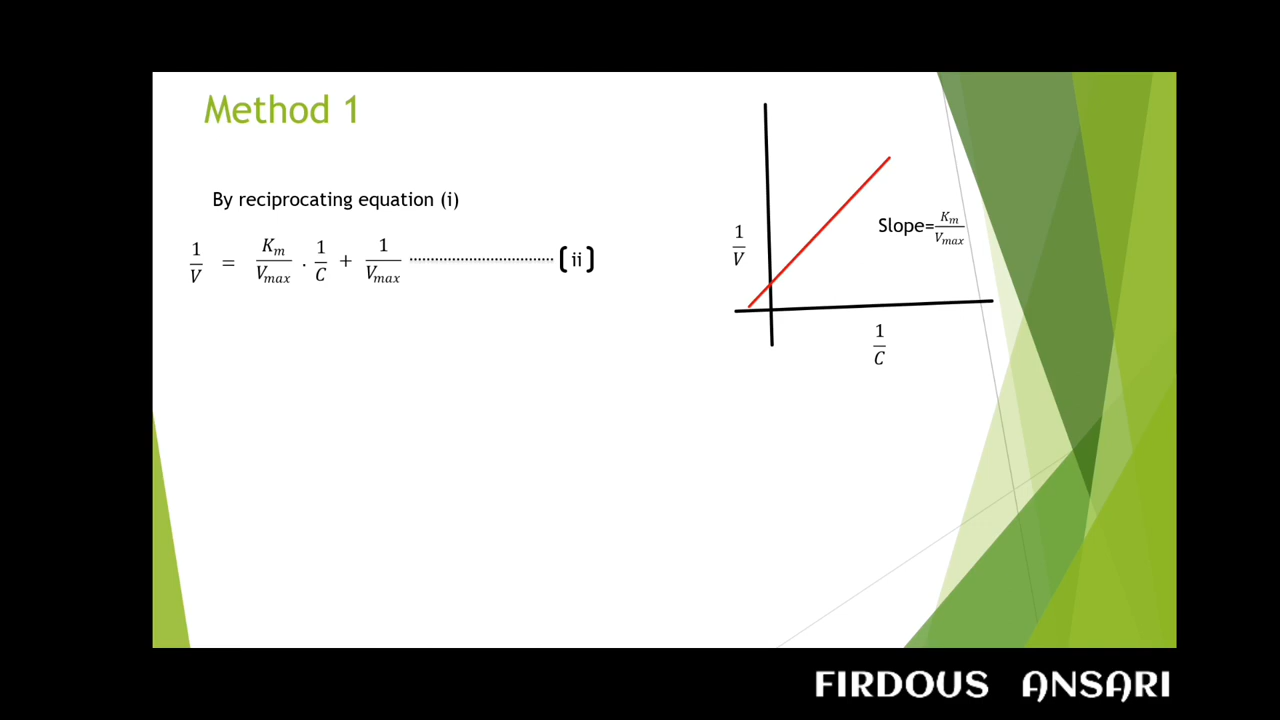 Method 1
By reciprocating equation (i)
1/V = K_m/V_max . 1/C + 1/V_max ................................ [ii]
1/V
Slope=K_m/V_max
1/C
FIRDOUS ANSARI